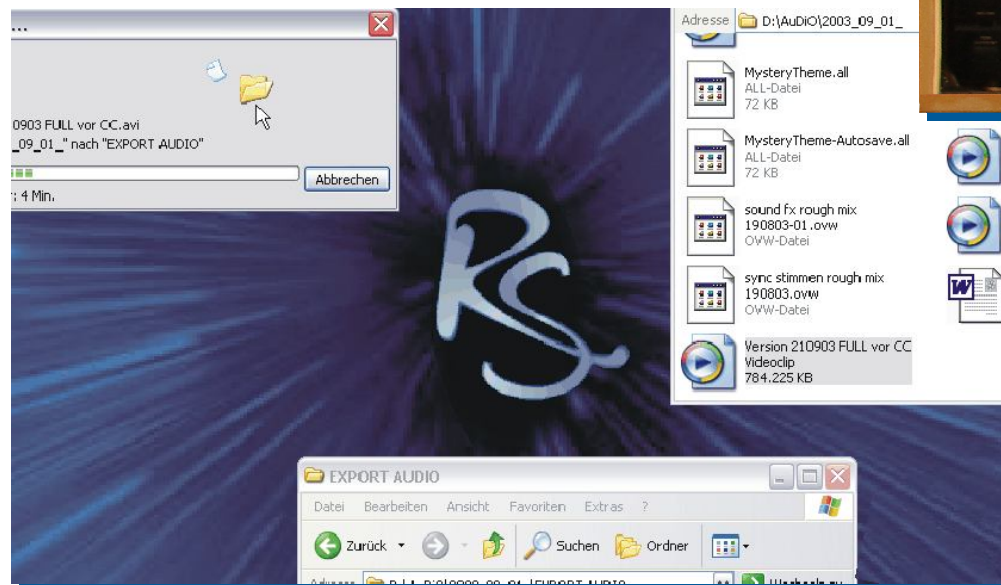 ...
0903 FULL vor CC.avi
_09_01_" nach "EXPORT AUDIO"
: 4 Min.
Abbrechen
Adresse D:\AuDiO\2003_09_01_
MysteryTheme.all
ALL-Datei
72 KB
MysteryTheme-Autosave.all
ALL-Datei
72 KB
sound fx rough mix
190803-01.ovw
OVW-Datei
sync stimmen rough mix
190803.ovw
OVW-Datei
Version 210903 FULL vor CC
Videoclip
784.225 KB
W
RS
EXPORT AUDIO
Datei Bearbeiten Ansicht Favoriten Extras ?
Zurück Suchen Ordner